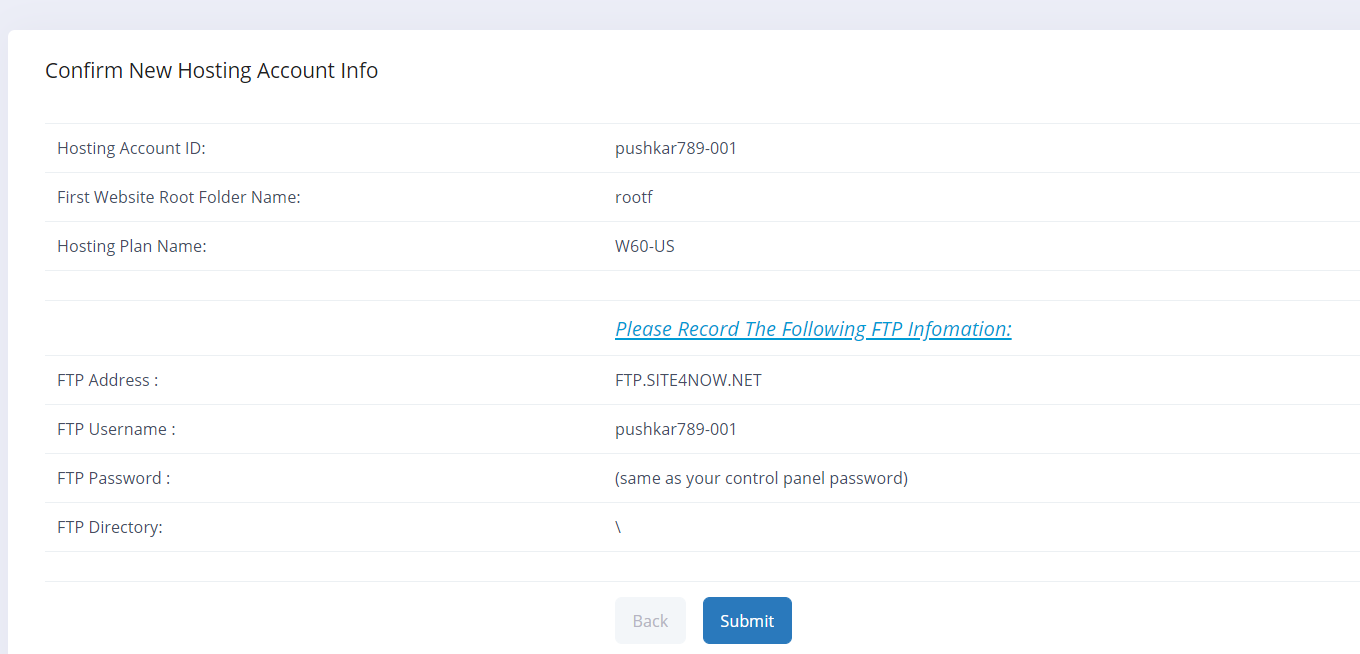 Confirm New Hosting Account Info
Hosting Account ID: pushkar789-001
First Website Root Folder Name: rootf
Hosting Plan Name: W60-US
Please Record The Following FTP Infomation:
FTP Address : FTP.SITE4NOW.NET
FTP Username : pushkar789-001
FTP Password : (same as your control panel password)
FTP Directory: \
Back Submit